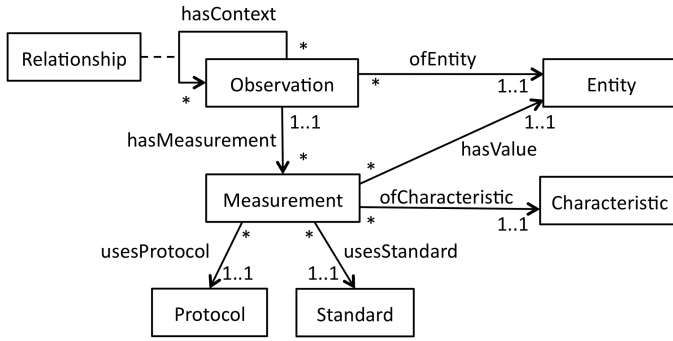 hasContext
Relationship
*
ofEntity
*
Observation
*
1..1
Entity
*
1..1
1..1
hasMeasurement
hasValue
*
*
Measurement
ofCharacteristic
Characteristic
*
1..1
*
*
usesProtocol
usesStandard
1..1
1..1
Protocol
Standard